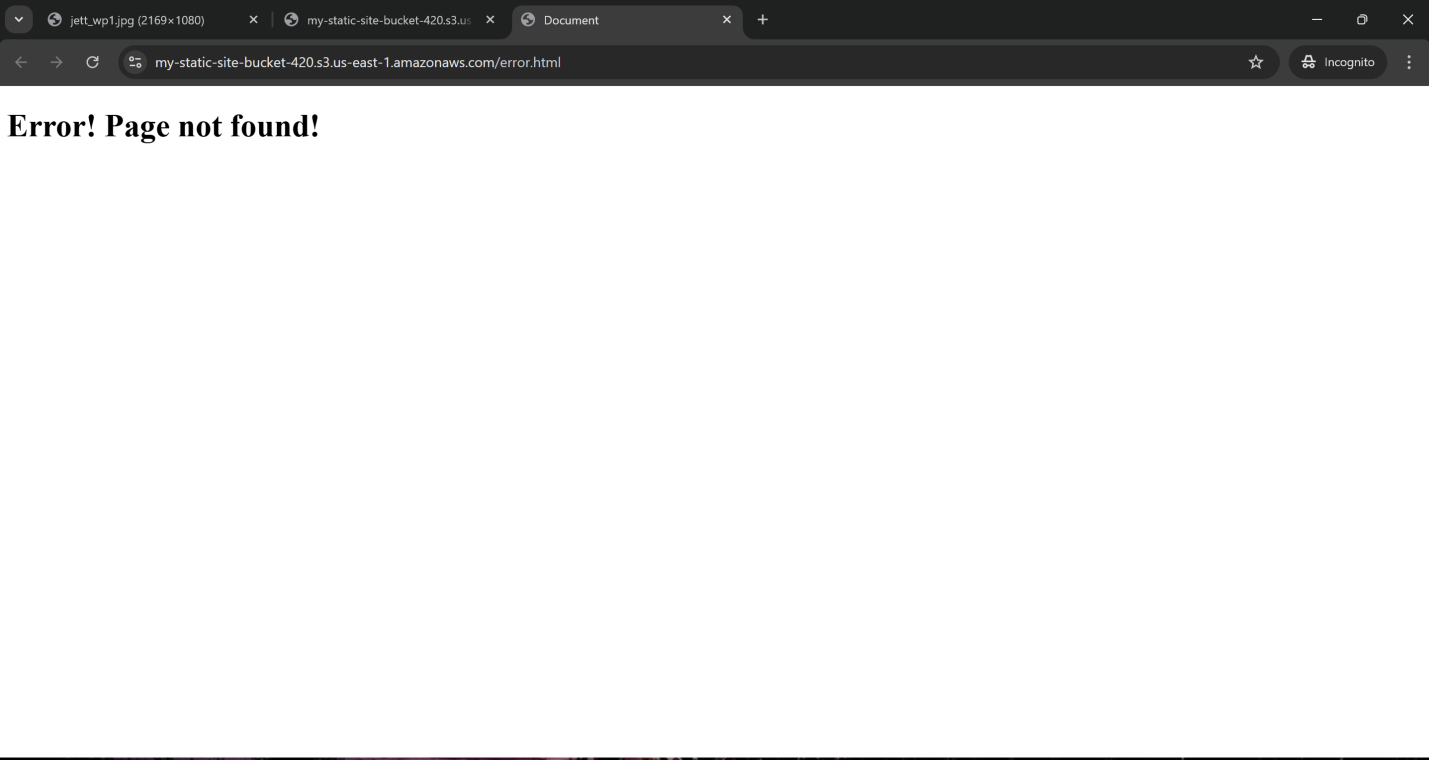 jett_wp1.jpg (2169×1080)
my-static-site-bucket-420.s3.us
Document
my-static-site-bucket-420.s3.us-east-1.amazonaws.com/error.html
Incognito
Error! Page not found!